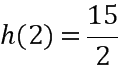 h(2) = 15/2